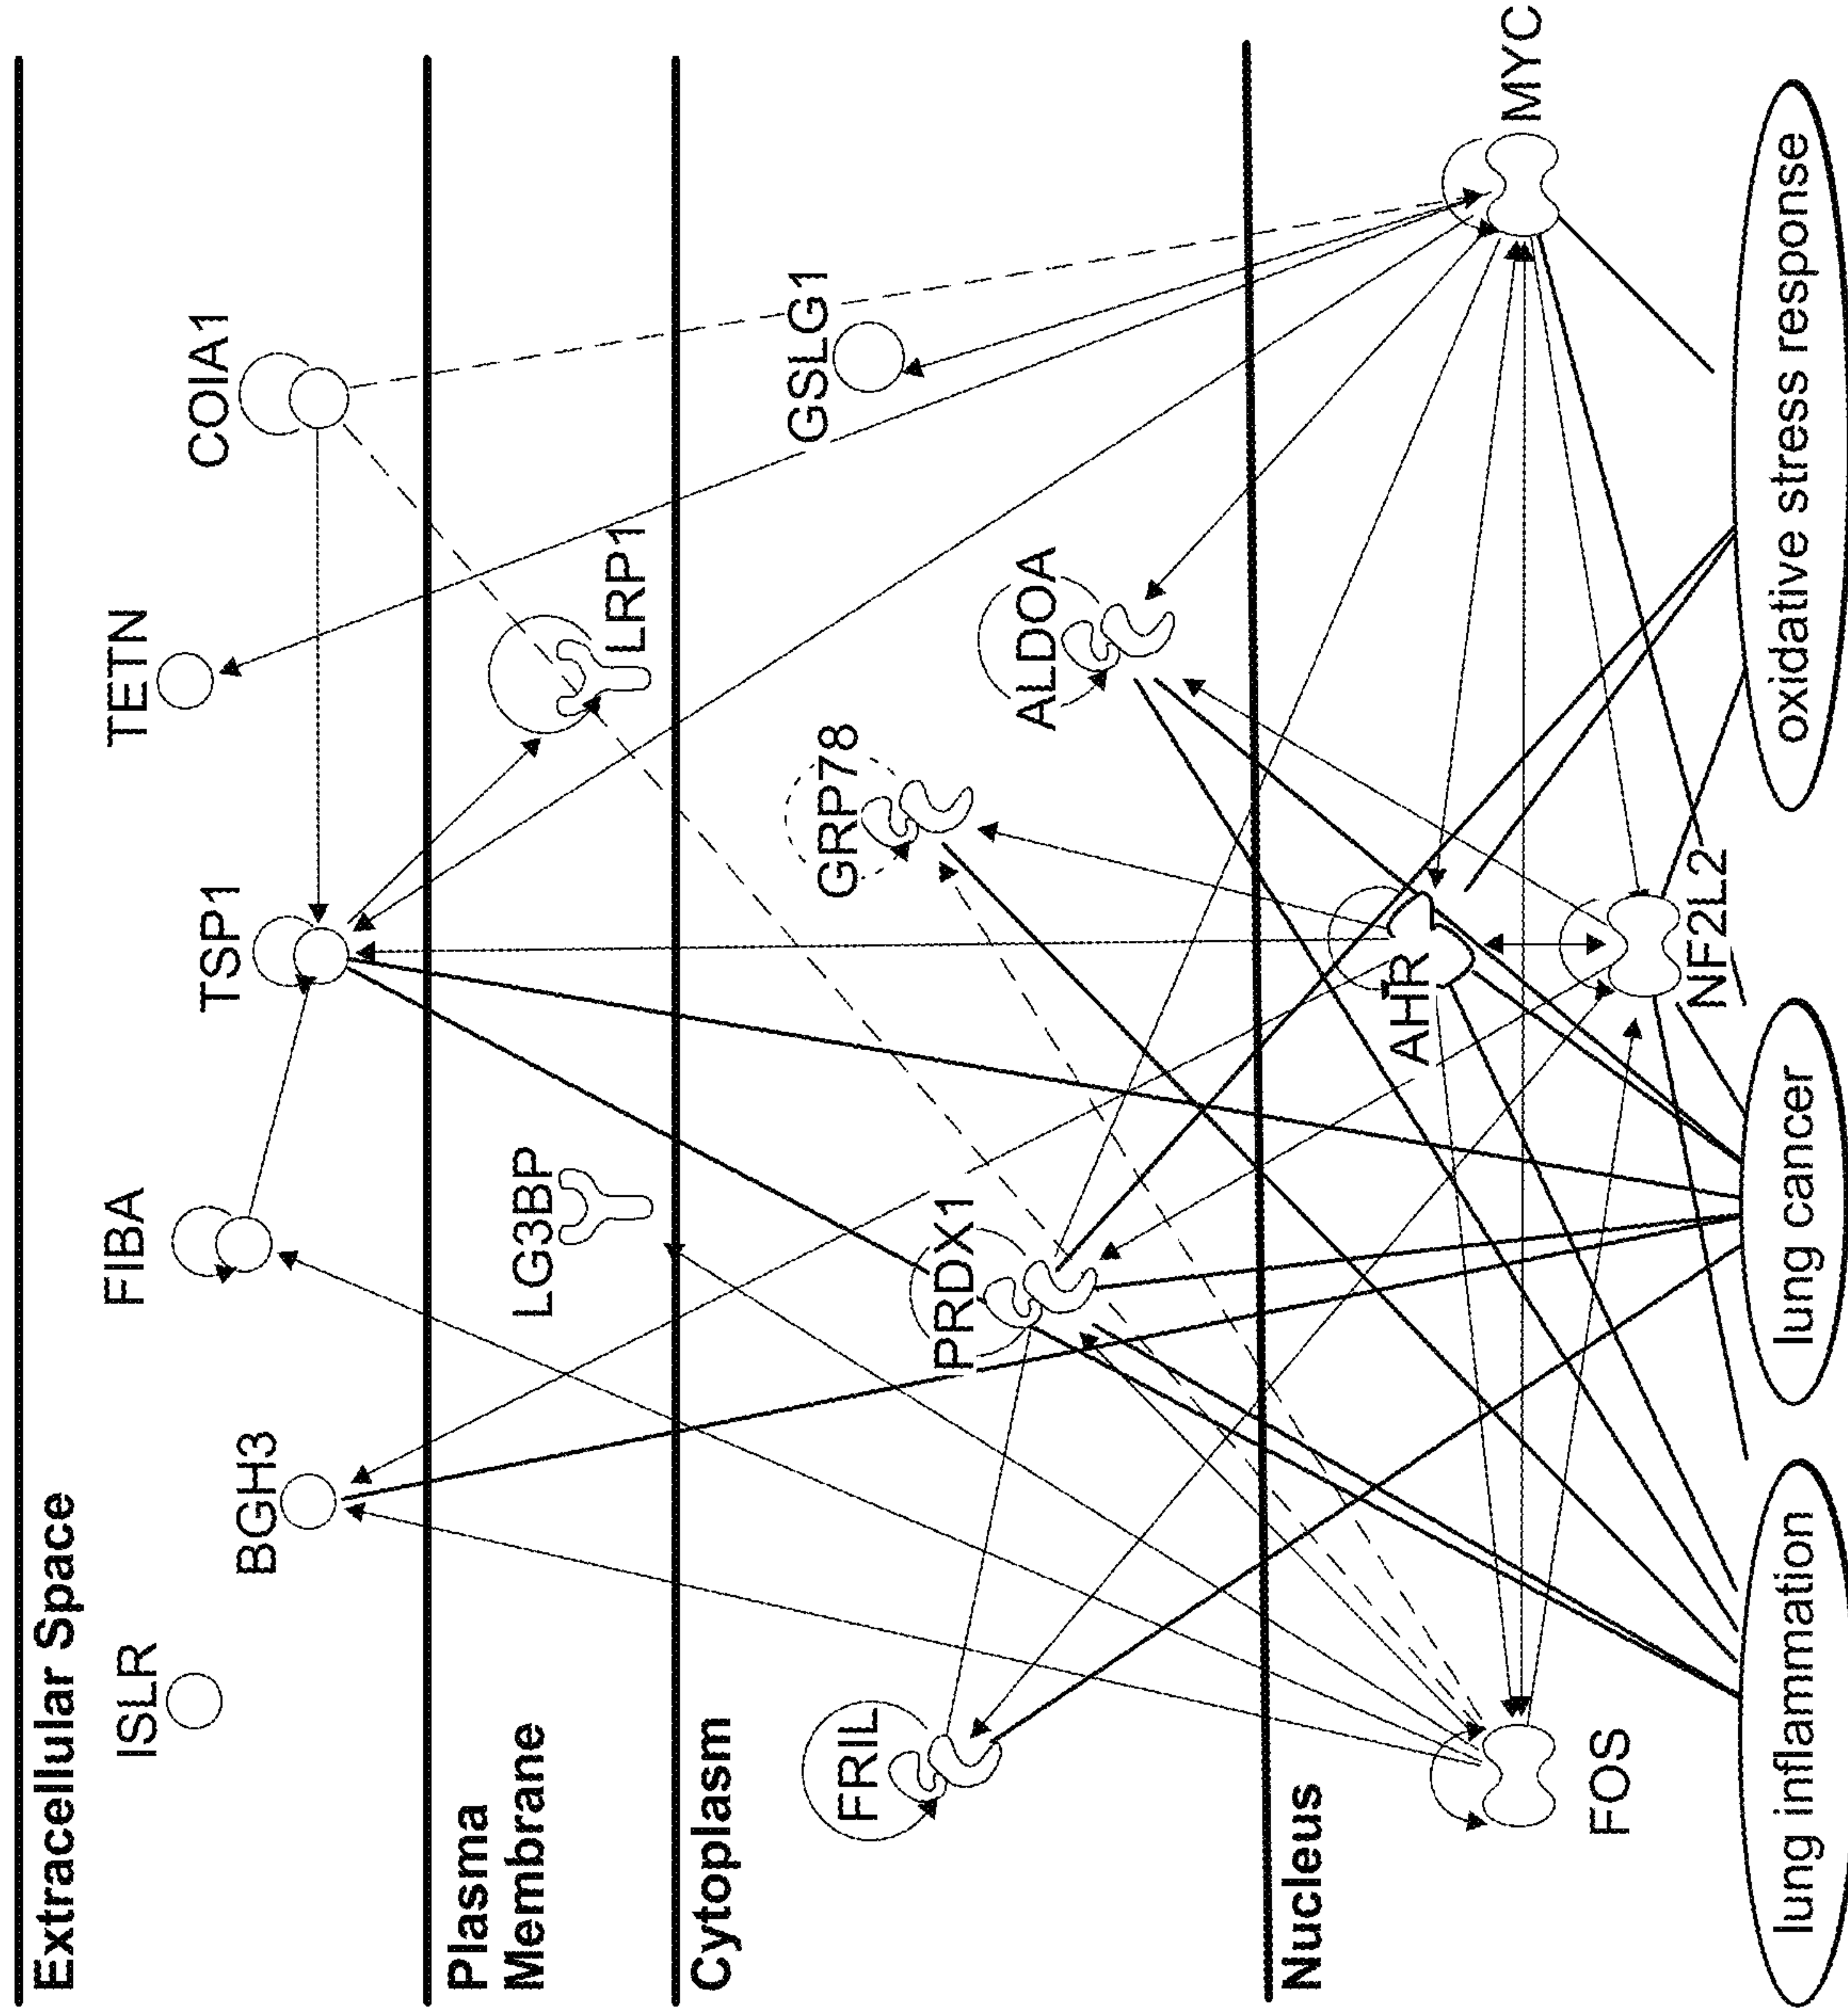 Extracellular Space
ISLR
BGH3
FIBA
TSP1
TETN
COIA1
Plasma
Membrane
LG3BP
LRP1
Cytoplasm
FRIL
PRDX1
GRP78
ALDOA
GSLG1
Nucleus
FOS
AHR
NF2L2
MYC
lung inflammation
lung cancer
oxidative stress response